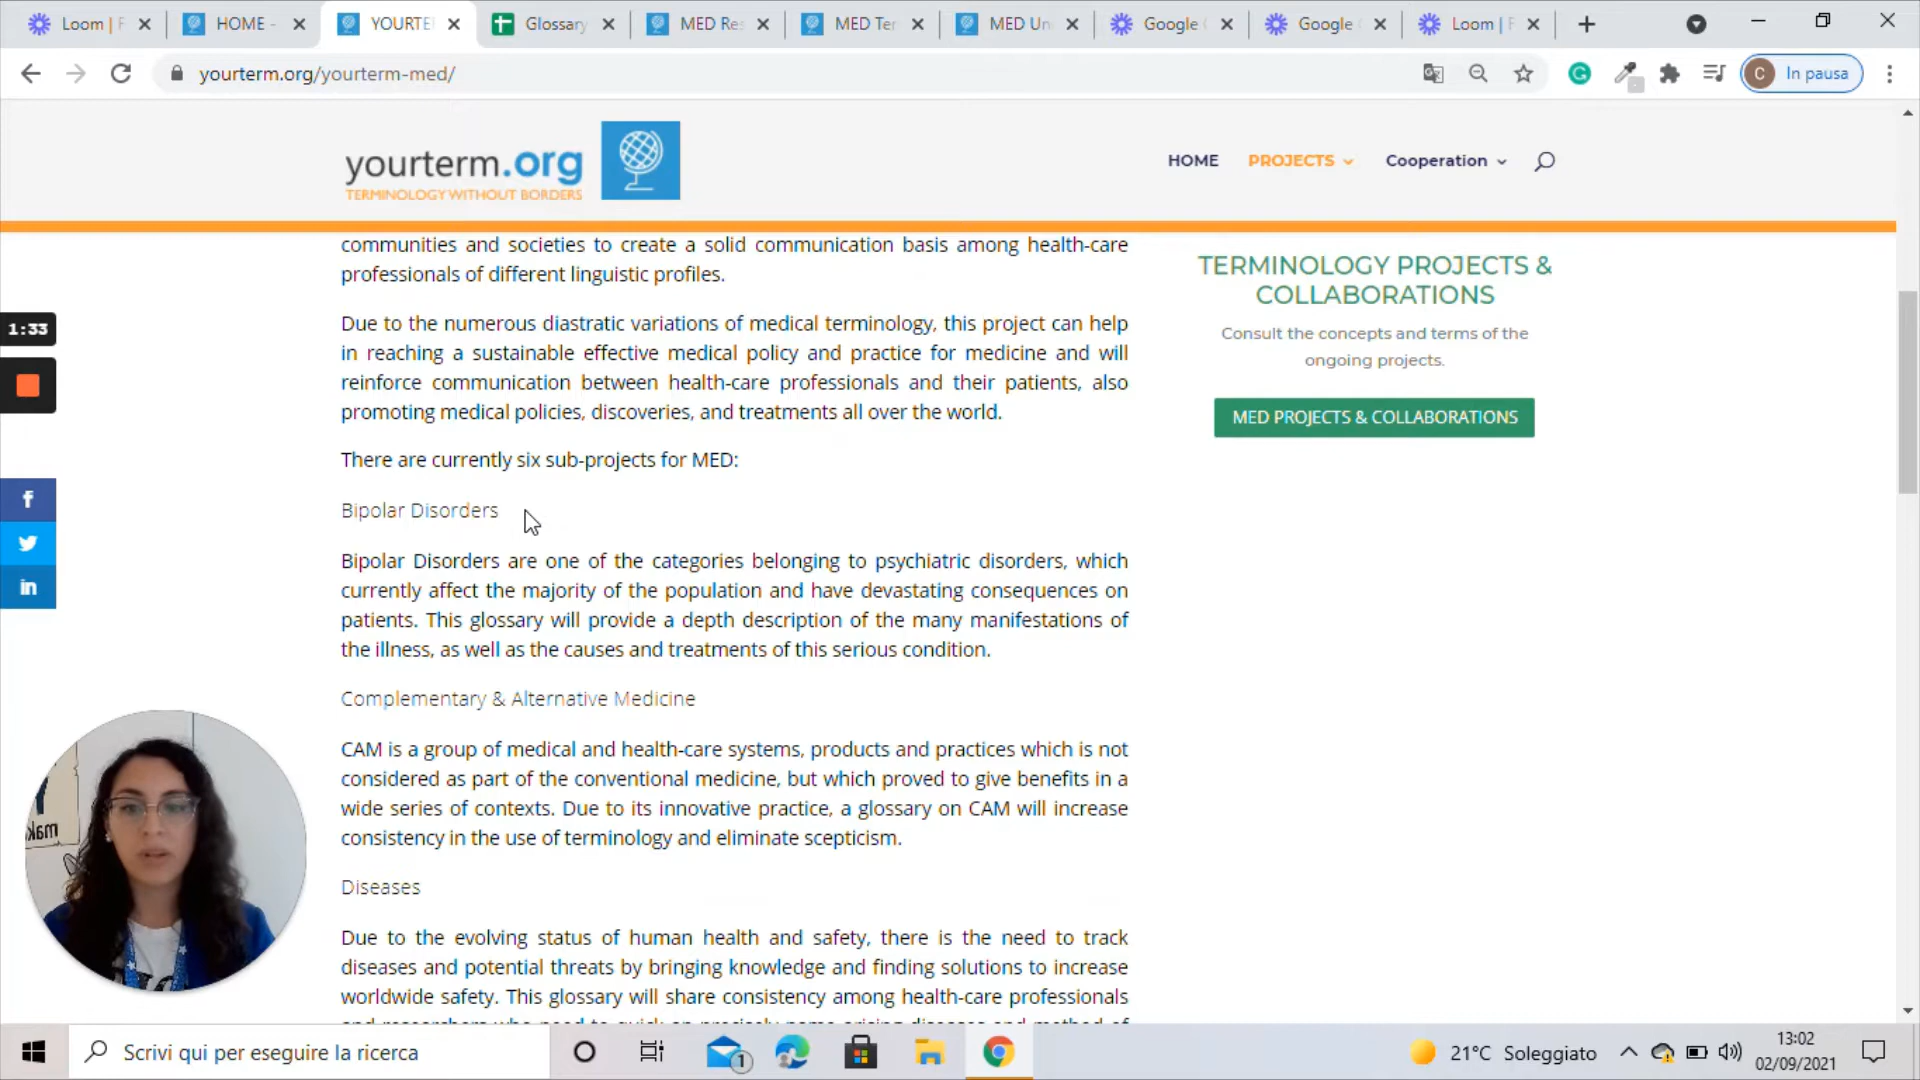 Loom | F
HOME -
YOURTE
Glossary
MED Res
MED Ter
MED Un
Google
Google
Loom | F
yourterm.org/yourterm-med/
C In pausa
yourterm.org
TERMINOLOGY WITHOUT BORDERS
HOME
PROJECTS
Cooperation
communities and societies to create a solid communication basis among health-care
professionals of different linguistic profiles.
Due to the numerous diastratic variations of medical terminology, this project can help
in reaching a sustainable effective medical policy and practice for medicine and will
reinforce communication between health-care professionals and their patients, also
promoting medical policies, discoveries, and treatments all over the world.
There are currently six sub-projects for MED:
Bipolar Disorders
Bipolar Disorders are one of the categories belonging to psychiatric disorders, which
currently affect the majority of the population and have devastating consequences on
patients. This glossary will provide a depth description of the many manifestations of
the illness, as well as the causes and treatments of this serious condition.
Complementary & Alternative Medicine
CAM is a group of medical and health-care systems, products and practices which is not
considered as part of the conventional medicine, but which proved to give benefits in a
wide series of contexts. Due to its innovative practice, a glossary on CAM will increase
consistency in the use of terminology and eliminate scepticism.
Diseases
Due to the evolving status of human health and safety, there is the need to track
diseases and potential threats by bringing knowledge and finding solutions to increase
worldwide safety. This glossary will share consistency among health-care professionals
TERMINOLOGY PROJECTS &
COLLABORATIONS
Consult the concepts and terms of the
ongoing projects.
MED PROJECTS & COLLABORATIONS
1:33
f
in
Scrivi qui per eseguire la ricerca
1
21°C Soleggiato
13:02
02/09/2021